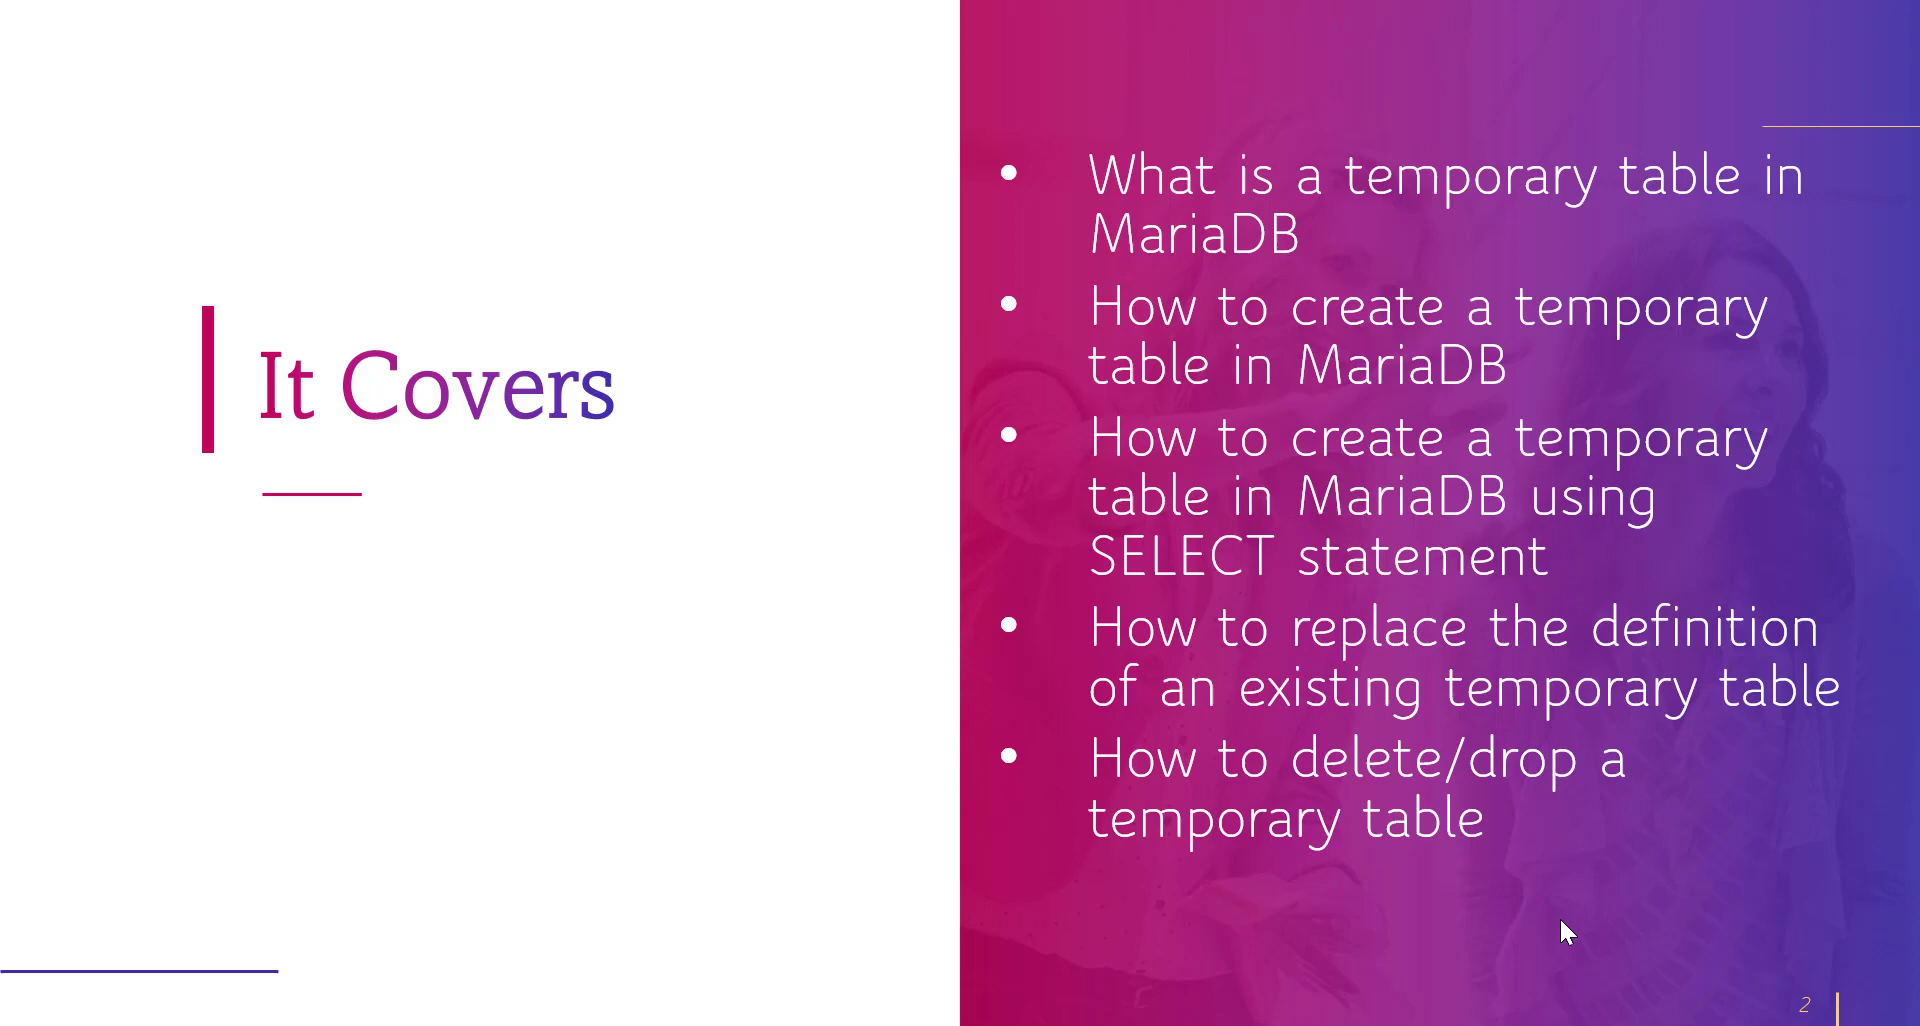 It Covers
• What is a temporary table in
MariaDB
• How to create a temporary
table in MariaDB
• How to create a temporary
table in MariaDB using
SELECT statement
• How to replace the definition
of an existing temporary table
• How to delete/drop a
temporary table
2